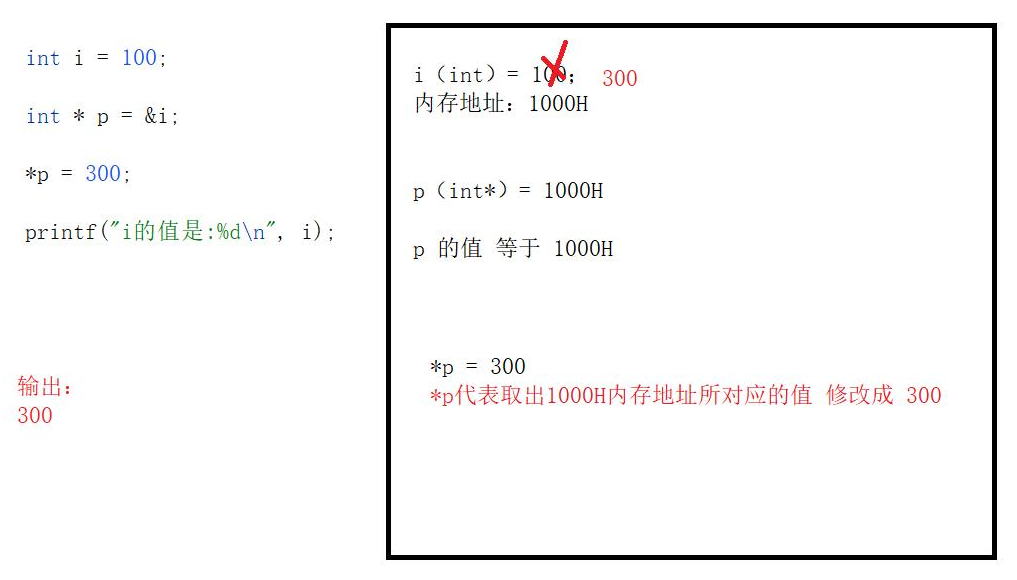 int i = 100;
int * p = &i;
*p = 300;
printf("i的值是:%d\n", i);
输出:
300
i（int）= 100; 300
内存地址: 1000H
p（int*）= 1000H
p 的值 等于 1000H
*p = 300
*p代表取出1000H内存地址所对应的值 修改成 300